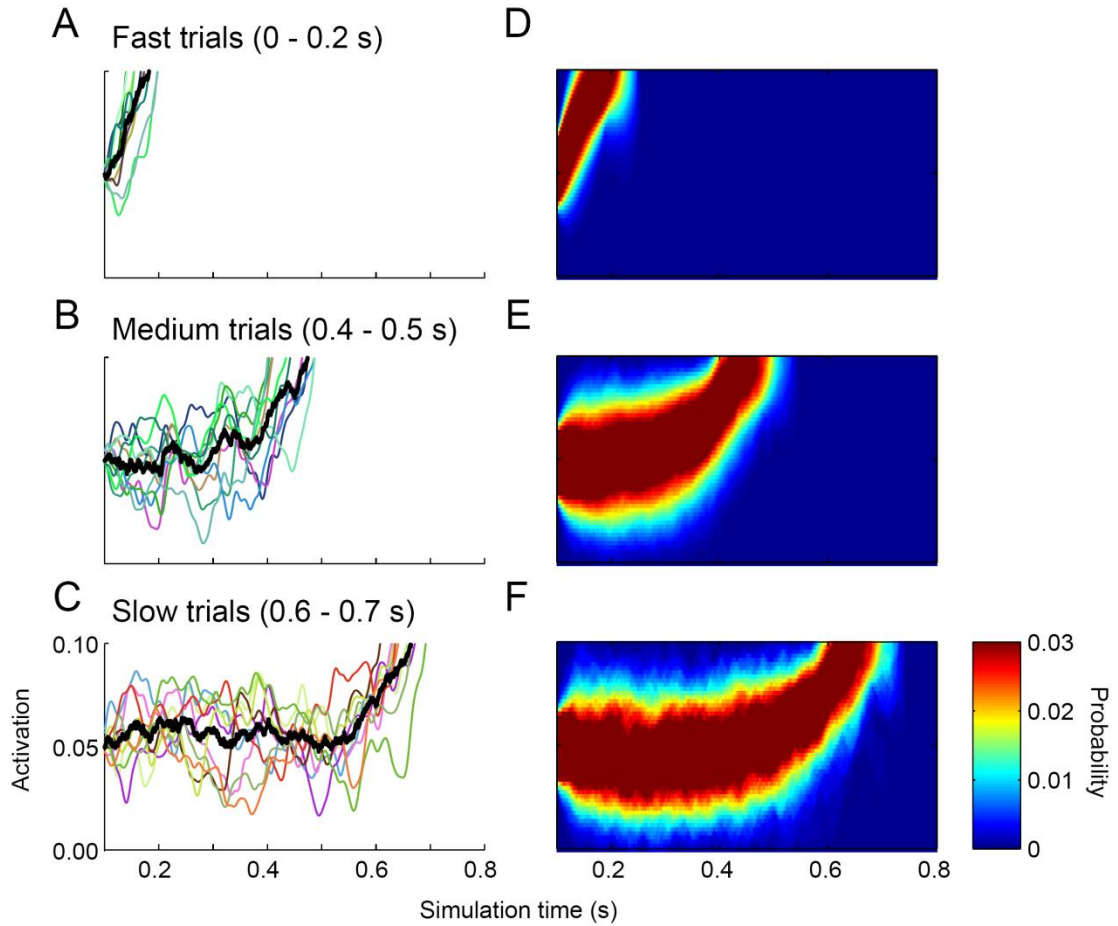 A
Fast trials (0 - 0.2 s)
D
B
Medium trials (0.4 - 0.5 s)
E
C
Slow trials (0.6 - 0.7 s)
F
0.10
0.05
0.00
Activation
0.2
0.4
0.6
0.8
0.2
0.4
0.6
0.8
Simulation time (s)
0.03
0.02
0.01
0
Probability